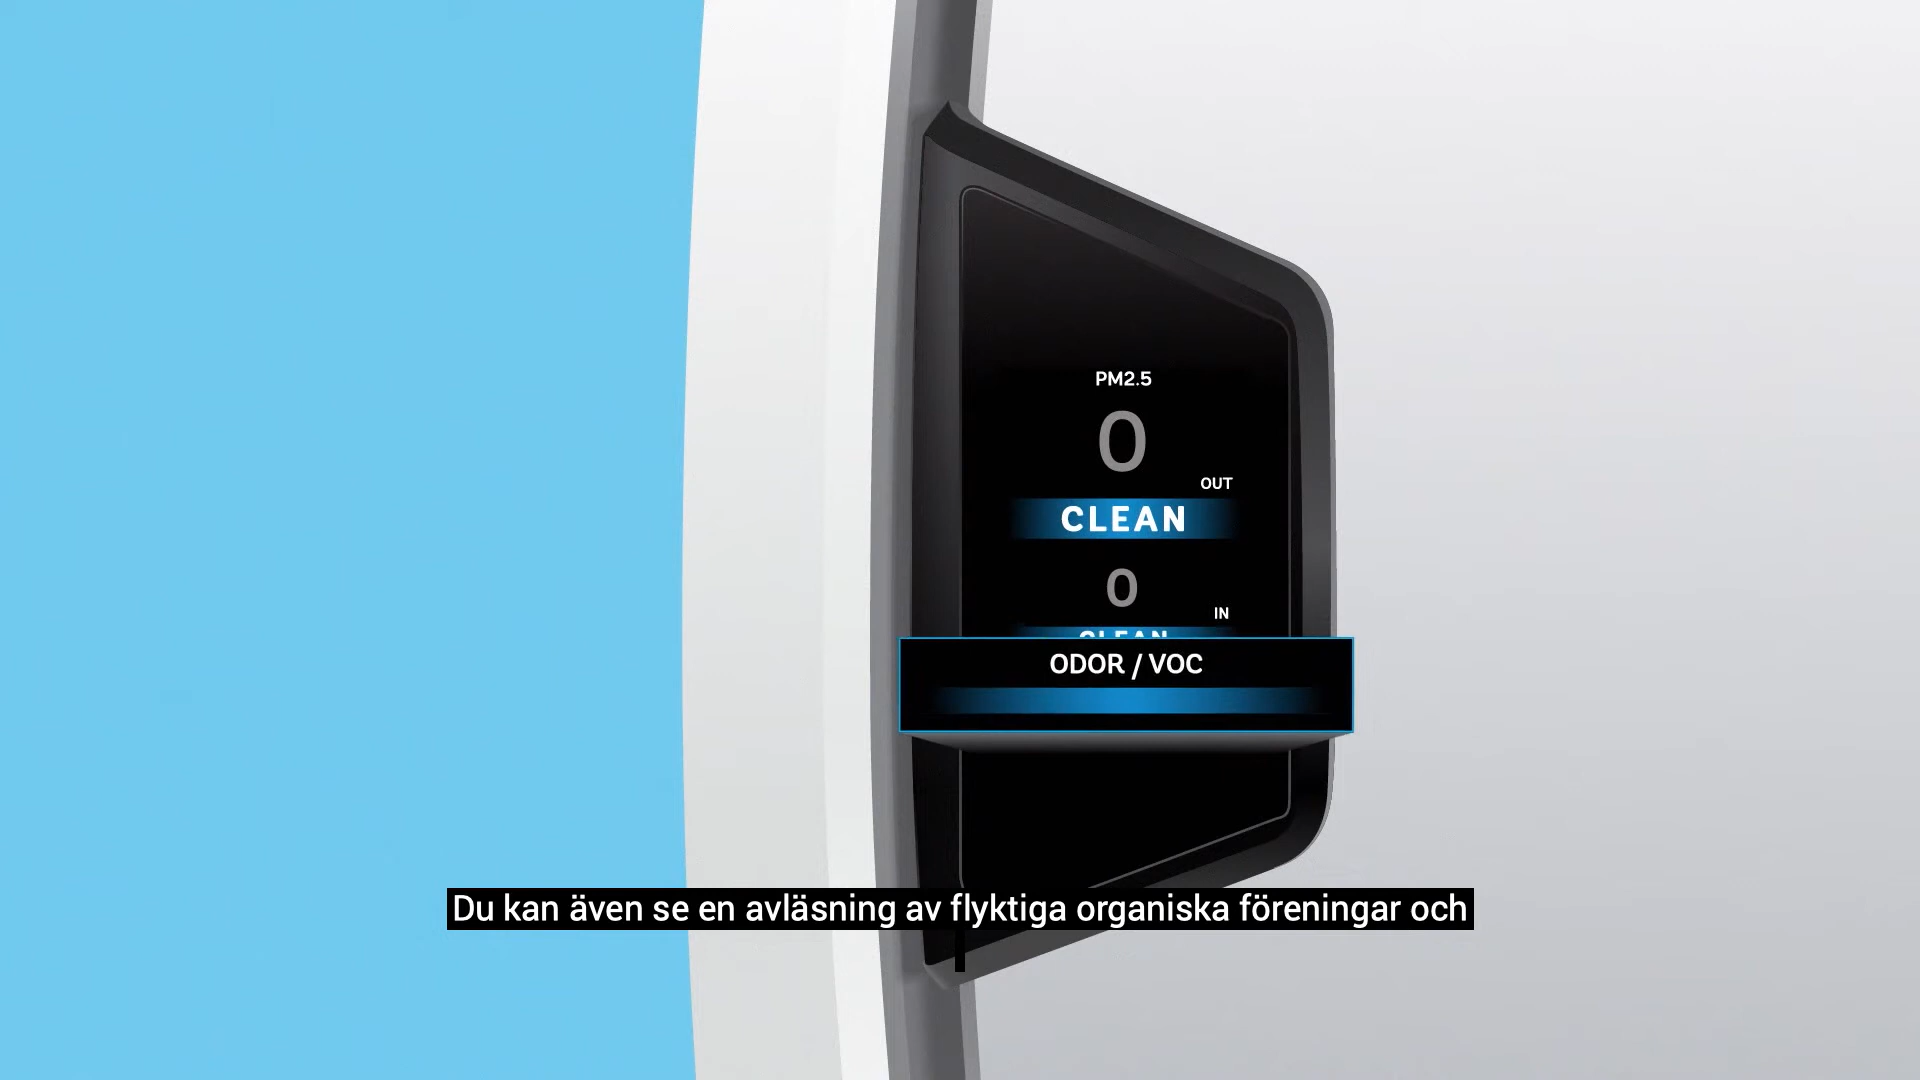 PM2.5
0
OUT
CLEAN
0
IN
CLEAN
ODOR / VOC
Du kan även se en avläsning av flyktiga organiska föreningar och